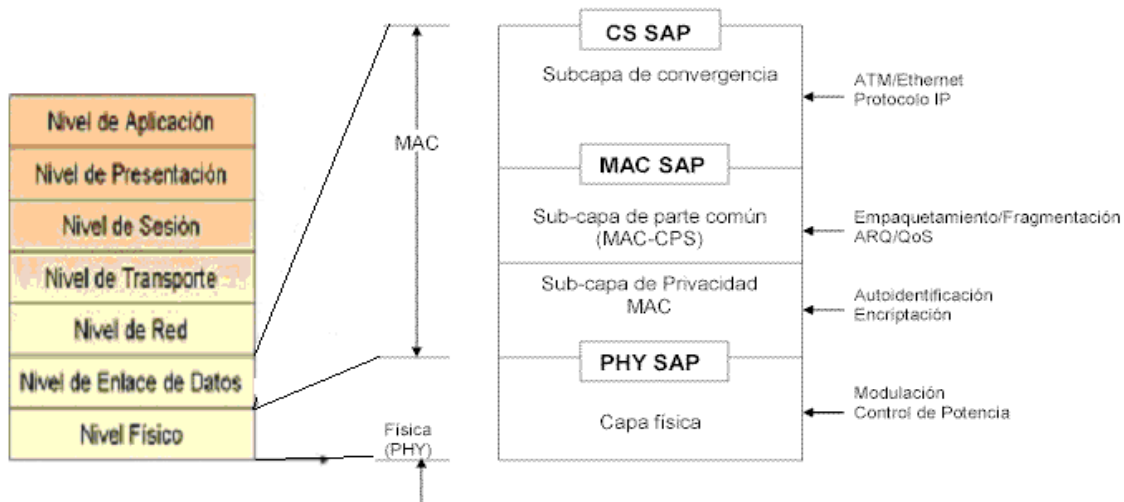 Nivel de Aplicación
Nivel de Presentación
Nivel de Sesión
Nivel de Transporte
Nivel de Red
Nivel de Enlace de Datos
Nivel Físico
MAC
Física
(PHY)
CS SAP
Subcapa de convergencia
MAC SAP
Sub-capa de parte común
(MAC-CPS)
Sub-capa de Privacidad
MAC
PHY SAP
Capa física
ATM/Ethernet
Protocolo IP
Empaquetamiento/Fragmentación
ARQ/QoS
Autoidentificación
Encriptación
Modulación
Control de Potencia